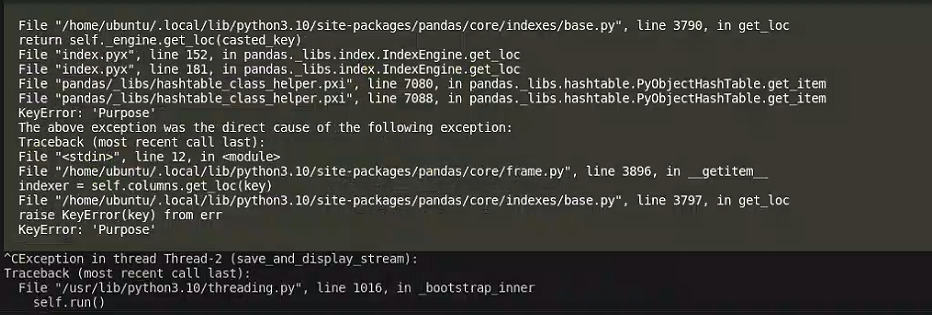 File "/home/ubuntu/.local/lib/python3.10/site-packages/pandas/core/indexes/base.py", line 3790, in get_loc
return self._engine.get_loc(casted_key)
File "index.pyx", line 152, in pandas._libs.index.IndexEngine.get_loc
File "index.pyx", line 181, in pandas._libs.index.IndexEngine.get_loc
File "pandas/_libs/hashtable_class_helper.pxi", line 7080, in pandas._libs.hashtable.PyObjectHashTable.get_item
File "pandas/_libs/hashtable_class_helper.pxi", line 7088, in pandas._libs.hashtable.PyObjectHashTable.get_item
KeyError: 'Purpose'
The above exception was the direct cause of the following exception:
Traceback (most recent call last):
File "<stdin>", line 12, in <module>
File "/home/ubuntu/.local/lib/python3.10/site-packages/pandas/core/frame.py", line 3896, in __getitem__
indexer = self.columns.get_loc(key)
File "/home/ubuntu/.local/lib/python3.10/site-packages/pandas/core/indexes/base.py", line 3797, in get_loc
raise KeyError(key) from err
KeyError: 'Purpose'
^CException in thread Thread-2 (save_and_display_stream):
Traceback (most recent call last):
File "/usr/lib/python3.10/threading.py", line 1016, in _bootstrap_inner
self.run()